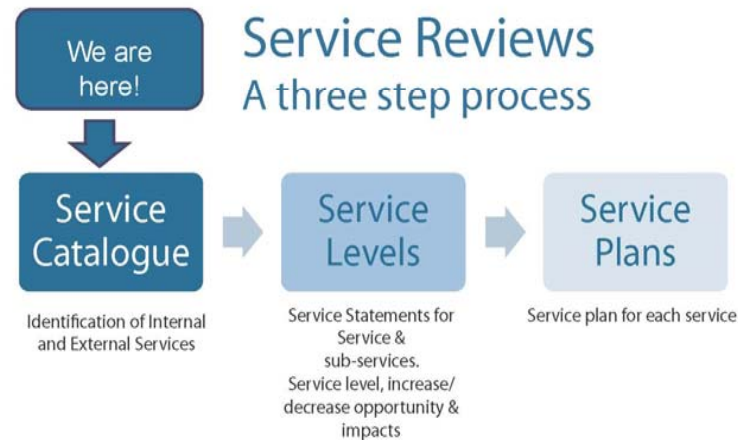 We are
here!
Service Reviews
A three step process
Service
Catalogue
Service
Levels
Service
Plans
Identification of Internal
and External Services
Service Statements for
Service &
sub-services.
Service level, increase/
decrease opportunity &
impacts
Service plan for each service